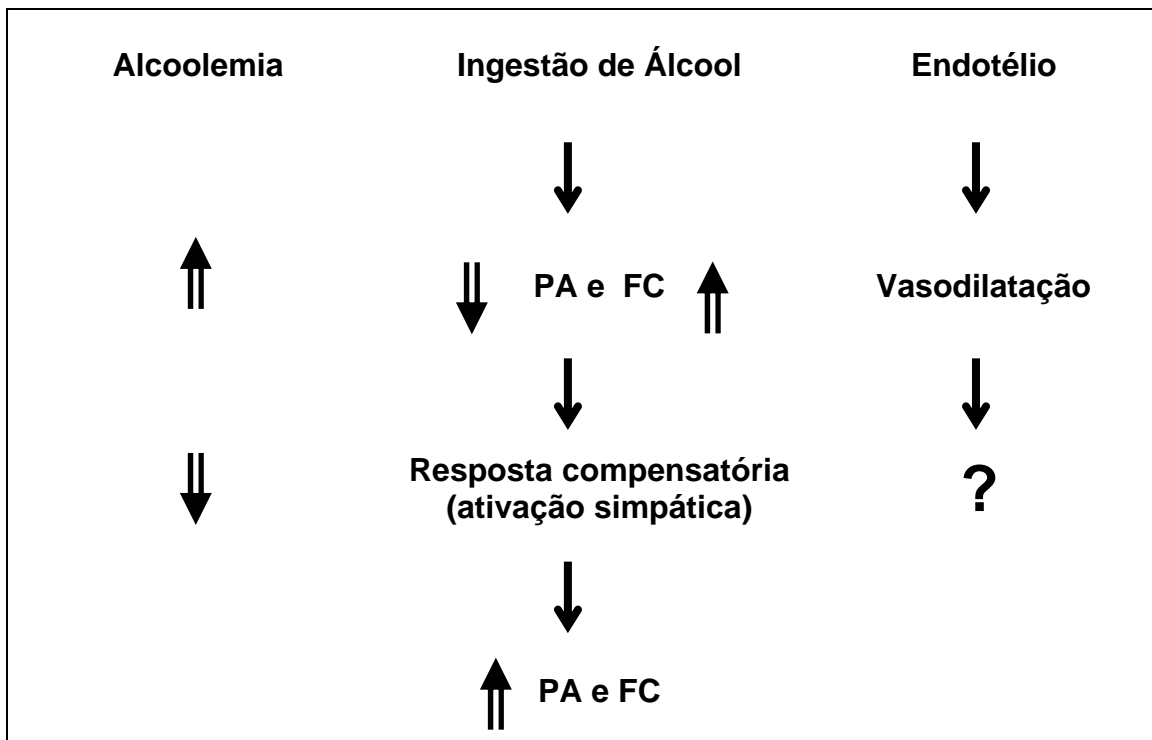 Alcoolemia Ingestão de Álcool Endotélio
PA e FC Vasodilatação
Resposta compensatória
(ativação simpática) ?
PA e FC